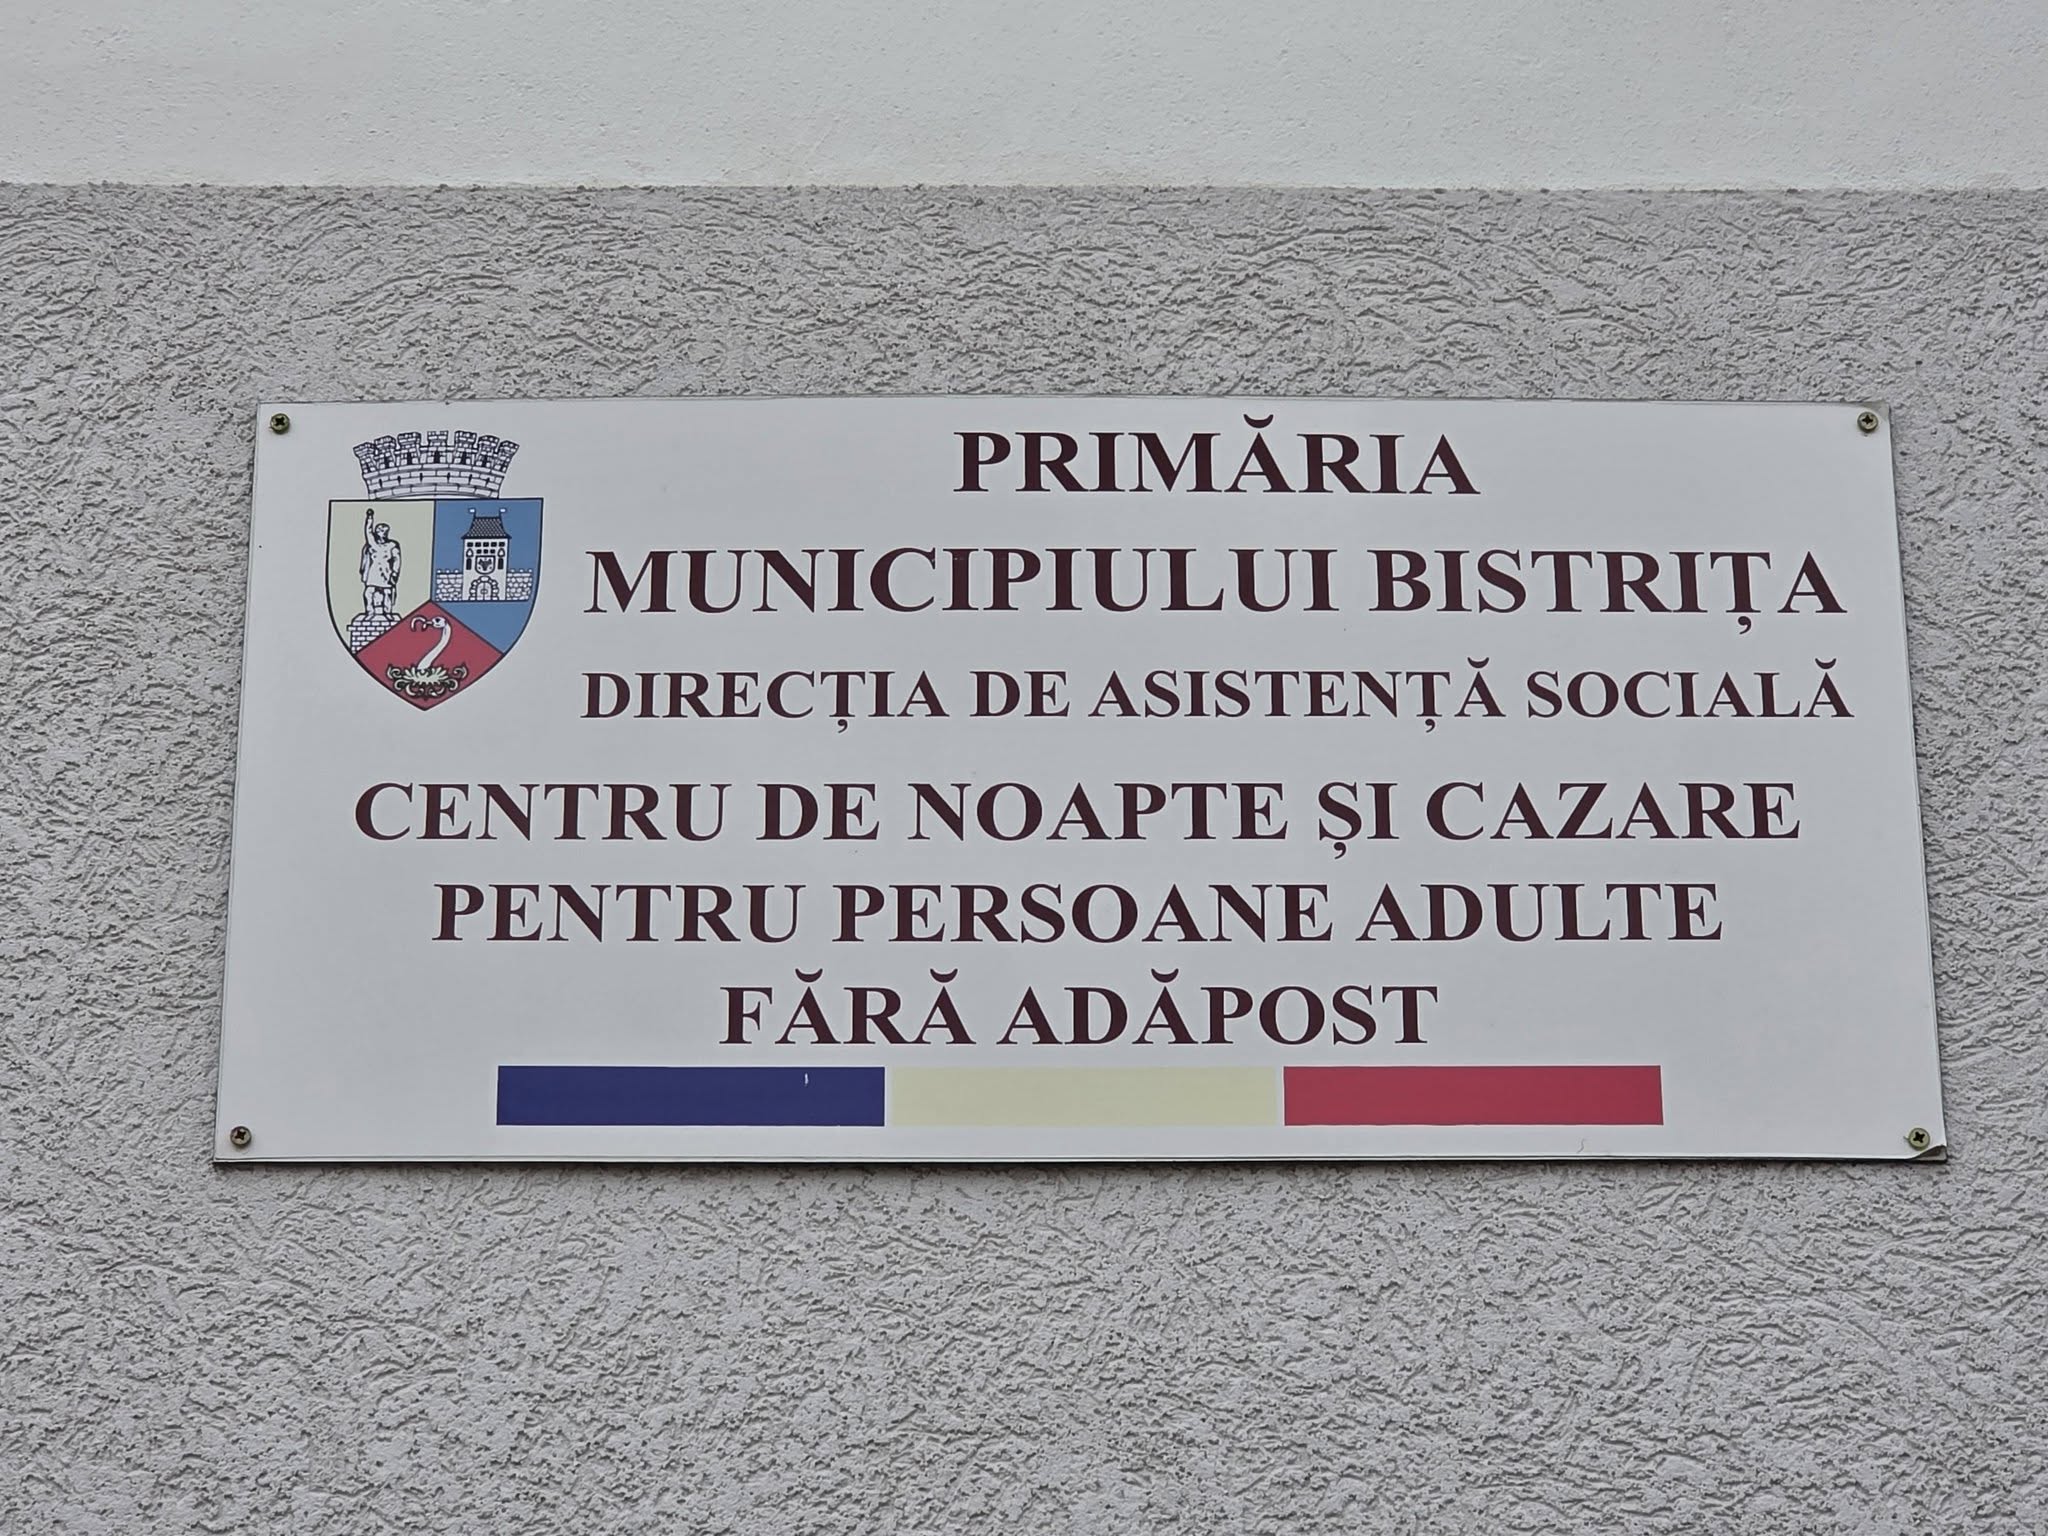 PRIMĂRIA
MUNICIPIULUI BISTRIȚA
DIRECȚIA DE ASISTENȚĂ SOCIALĂ
CENTRU DE NOAPTE ȘI CAZARE
PENTRU PERSOANE ADULTE
FĂRĂ ADĂPOST